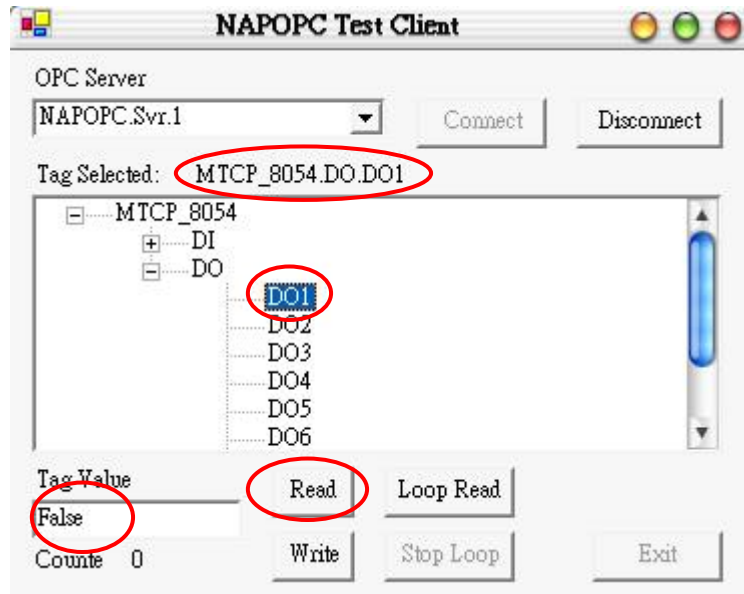 NAPOPC Test Client
OPC Server
NAPOPC.Svr.1 Connect Disconnect
Tag Selected: MTCP_8054.DO.DO1
MTCP_8054
DI
DO
DO1
DO2
DO3
DO4
DO5
DO6
Tag Value
Read Loop Read
False
Counte 0 Write Stop Loop Exit